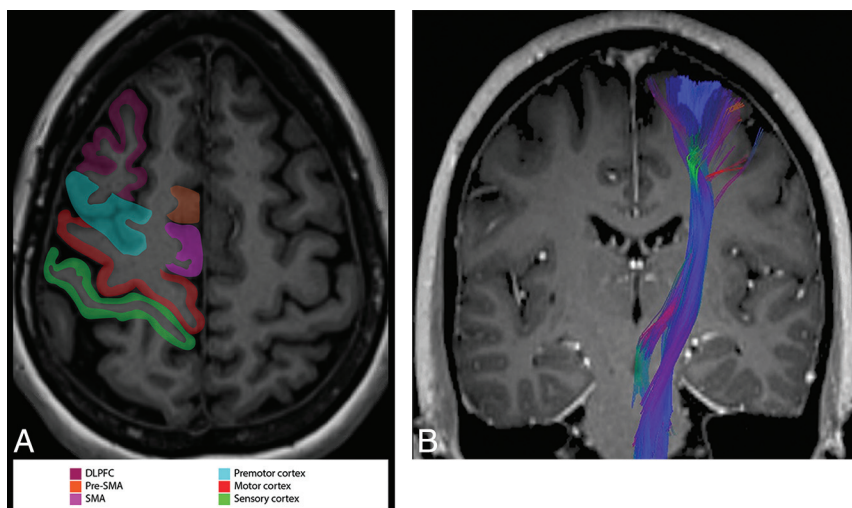 A
B
DLPFC
Premotor cortex
Pre-SMA
Motor cortex
SMA
Sensory cortex